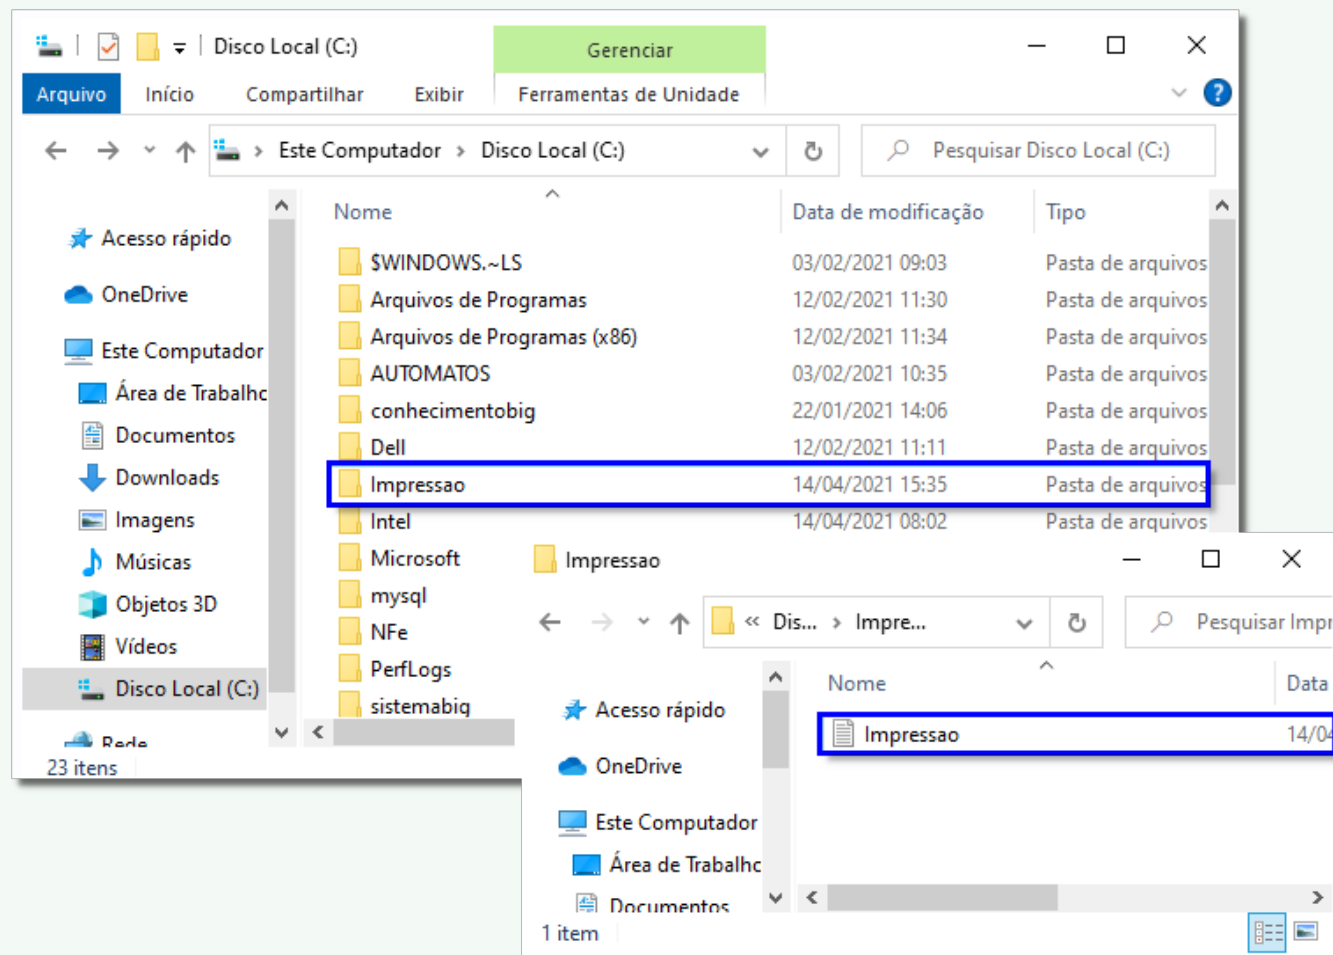 Disco Local (C:)
Gerenciar
Arquivo Início Compartilhar Exibir Ferramentas de Unidade ?
Este Computador > Disco Local (C:) Pesquisar Disco Local (C:)
Nome Data de modificação Tipo
Acesso rápido
OneDrive
Este Computador
Área de Trabalhc
Documentos
Downloads
Imagens
Músicas
Objetos 3D
Vídeos
Disco Local (C:)
Rede
23 itens
$WINDOWS.~LS 03/02/2021 09:03 Pasta de arquivos
Arquivos de Programas 12/02/2021 11:30 Pasta de arquivos
Arquivos de Programas (x86) 12/02/2021 11:34 Pasta de arquivos
AUTOMATOS 03/02/2021 10:35 Pasta de arquivos
conhecimentobig 22/01/2021 14:06 Pasta de arquivos
Dell 12/02/2021 11:11 Pasta de arquivos
Impressao 14/04/2021 15:35 Pasta de arquivos
Intel 14/04/2021 08:02 Pasta de arquivos
Microsoft
mysql
NFe
PerfLogs
sistemabig
Impressao
« Dis... > Impre... Pesquisar Impr
Nome Data
Acesso rápido
OneDrive
Este Computador
Área de Trabalhc
Documentos
Impressao 14/04
1 item